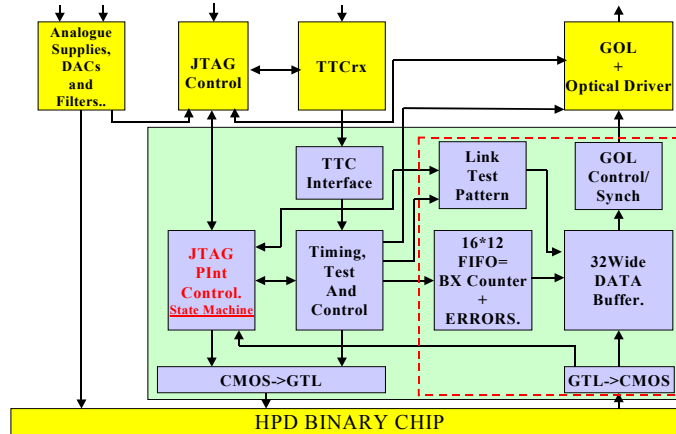 Analogue
Supplies,
DACs
and
Filters..
JTAG
Control
TTCrx
GOL
+
Optical Driver
TTC
Interface
Link
Test
Pattern
GOL
Control/
Synch
JTAG
PInt
Control.
State Machine
Timing,
Test
And
Control
16*12
FIFO=
BX Counter
+
ERRORS.
32Wide
DATA
Buffer.
CMOS->GTL
GTL->CMOS
HPD BINARY CHIP